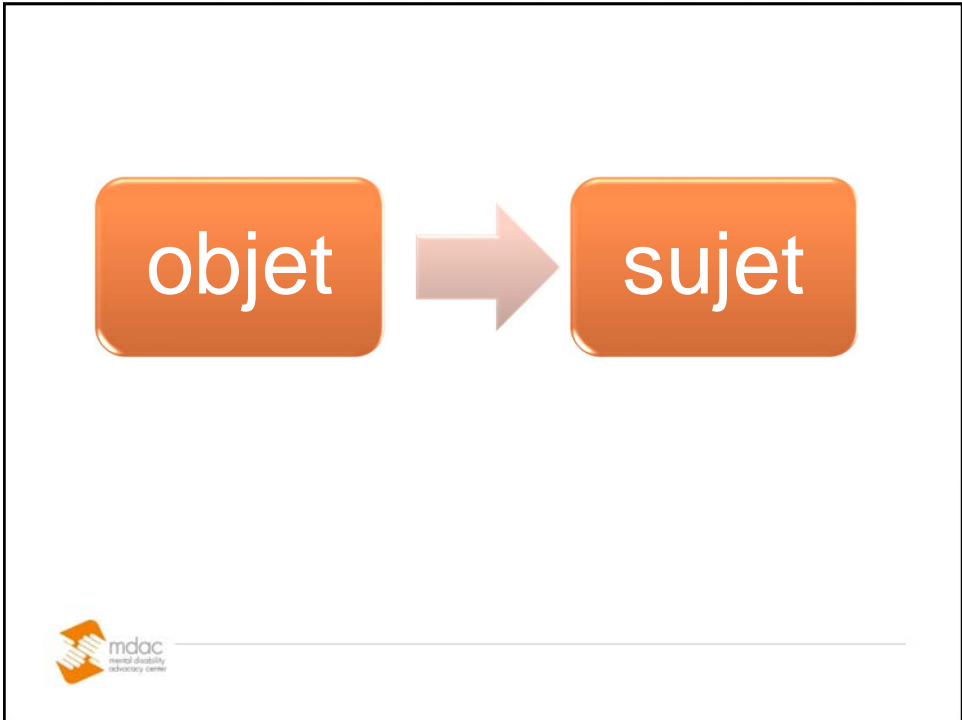 objet
sujet
mdac
mental disability
advocacy center